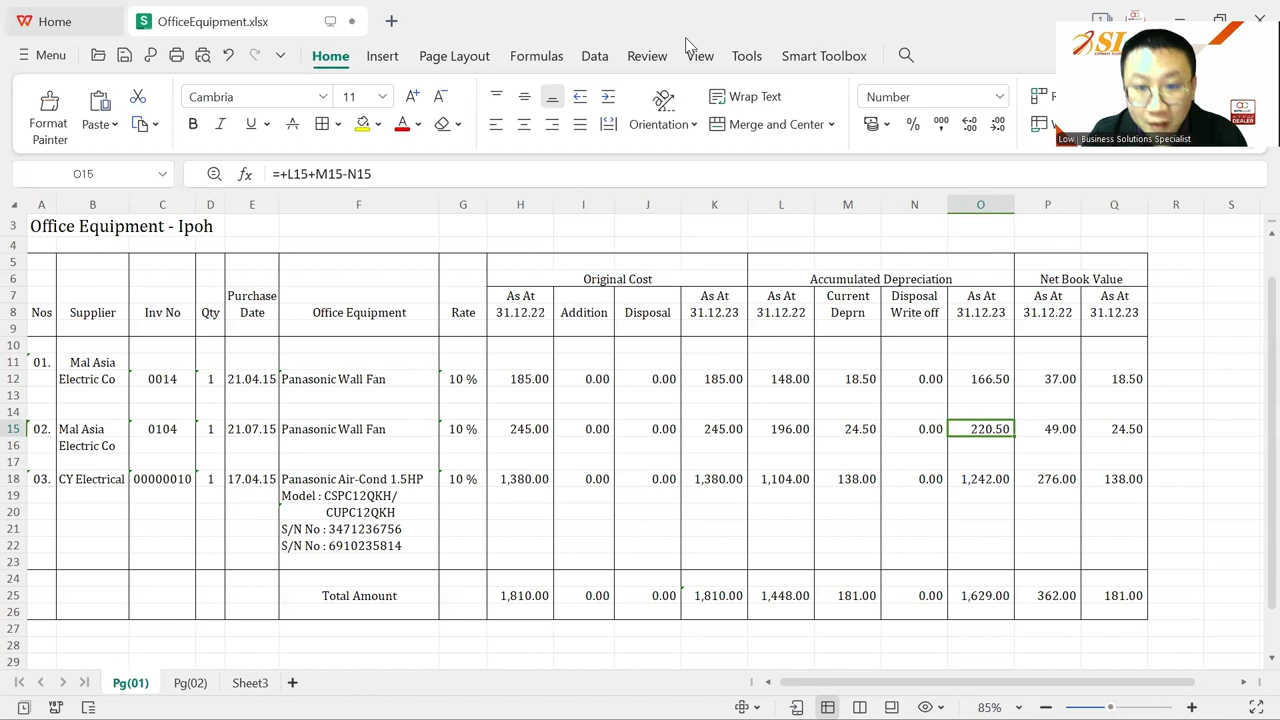 Home
OfficeEquipment.xlsx
Menu
Home Insert Page Layout Formulas Data Review View Tools Smart Toolbox
Format Painter
Paste
Cambria 11
Orientation
Wrap Text
Merge and Center
Number
Low | Business Solutions Specialist
O15 =+L15+M15-N15
A B C D E F G H I J K L M N O P Q R S
3 Office Equipment - Ipoh
4
5
6 Original Cost Accumulated Depreciation Net Book Value
7 Purchase As At As At As At Current Disposal As At As At As At
8 Nos Supplier Inv No Qty Date Office Equipment Rate 31.12.22 Addition Disposal 31.12.23 31.12.22 Deprn Write off 31.12.23 31.12.22 31.12.23
9
10
11 01. Mal Asia
12 Electric Co 0014 1 21.04.15 Panasonic Wall Fan 10 % 185.00 0.00 0.00 185.00 148.00 18.50 0.00 166.50 37.00 18.50
13
14
15 02. Mal Asia 0104 1 21.07.15 Panasonic Wall Fan 10 % 245.00 0.00 0.00 245.00 196.00 24.50 0.00 220.50 49.00 24.50
16 Electric Co
17
18 03. CY Electrical 00000010 1 17.04.15 Panasonic Air-Cond 1.5HP 10 % 1,380.00 0.00 0.00 1,380.00 1,104.00 138.00 0.00 1,242.00 276.00 138.00
19 Model : CSPC12QKH/
20 CUPC12QKH
21 S/N No : 3471236756
22 S/N No : 6910235814
23
24
25 Total Amount 1,810.00 0.00 0.00 1,810.00 1,448.00 181.00 0.00 1,629.00 362.00 181.00
26
27
28
29
Pg(01) Pg(02) Sheet3
85%